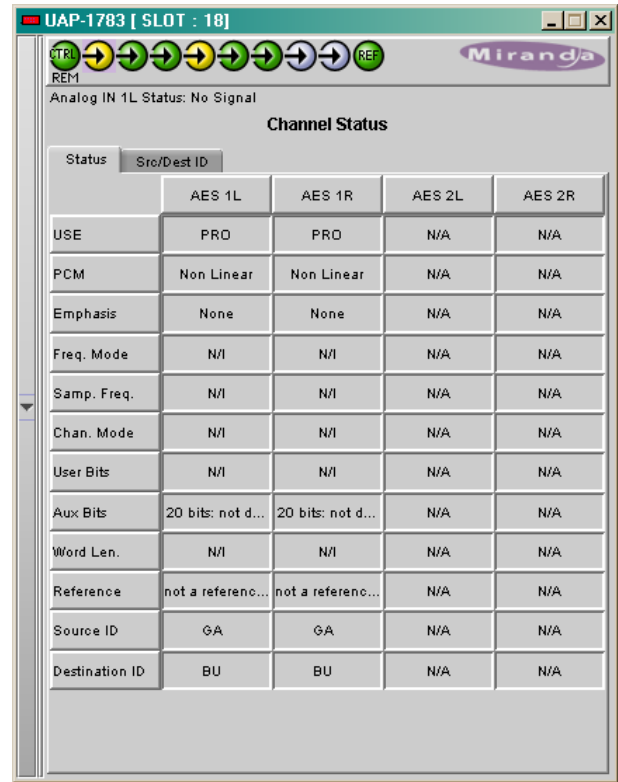 UAP-1783 [ SLOT : 18]
CTRL REF Miranda
REM
Analog IN 1L Status: No Signal
Channel Status
Status Src/Dest ID
AES 1L AES 1R AES 2L AES 2R
USE PRO PRO N/A N/A
PCM Non Linear Non Linear N/A N/A
Emphasis None None N/A N/A
Freq. Mode N/I N/I N/A N/A
Samp. Freq. N/I N/I N/A N/A
Chan. Mode N/I N/I N/A N/A
User Bits N/I N/I N/A N/A
Aux Bits 20 bits: not d... 20 bits: not d... N/A N/A
Word Len. N/I N/I N/A N/A
Reference not a referenc... not a referenc... N/A N/A
Source ID GA GA N/A N/A
Destination ID BU BU N/A N/A